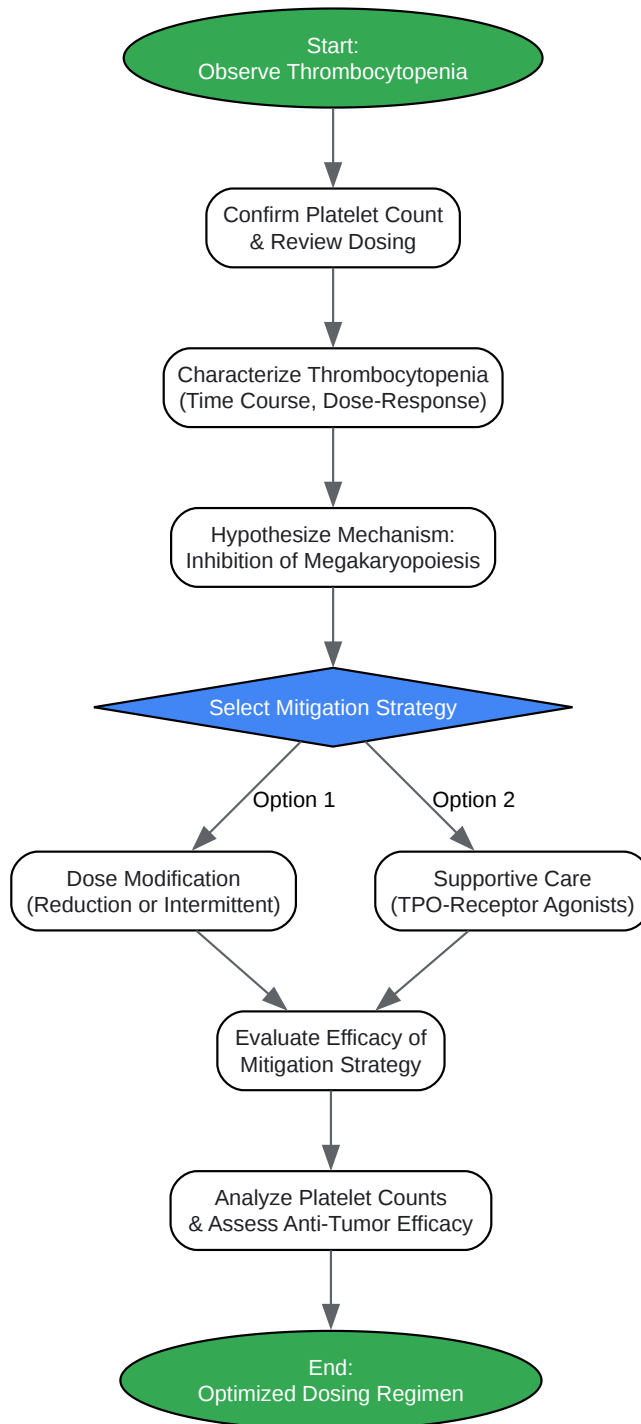 Start:
Observe Thrombocytopenia
Confirm Platelet Count
& Review Dosing
Characterize Thrombocytopenia
(Time Course, Dose-Response)
Hypothesize Mechanism:
Inhibition of Megakaryopoiesis
Select Mitigation Strategy
Option 1
Option 2
Dose Modification
(Reduction or Intermittent)
Supportive Care
(TPO-Receptor Agonists)
Evaluate Efficacy of
Mitigation Strategy
Analyze Platelet Counts
& Assess Anti-Tumor Efficacy
End:
Optimized Dosing Regimen